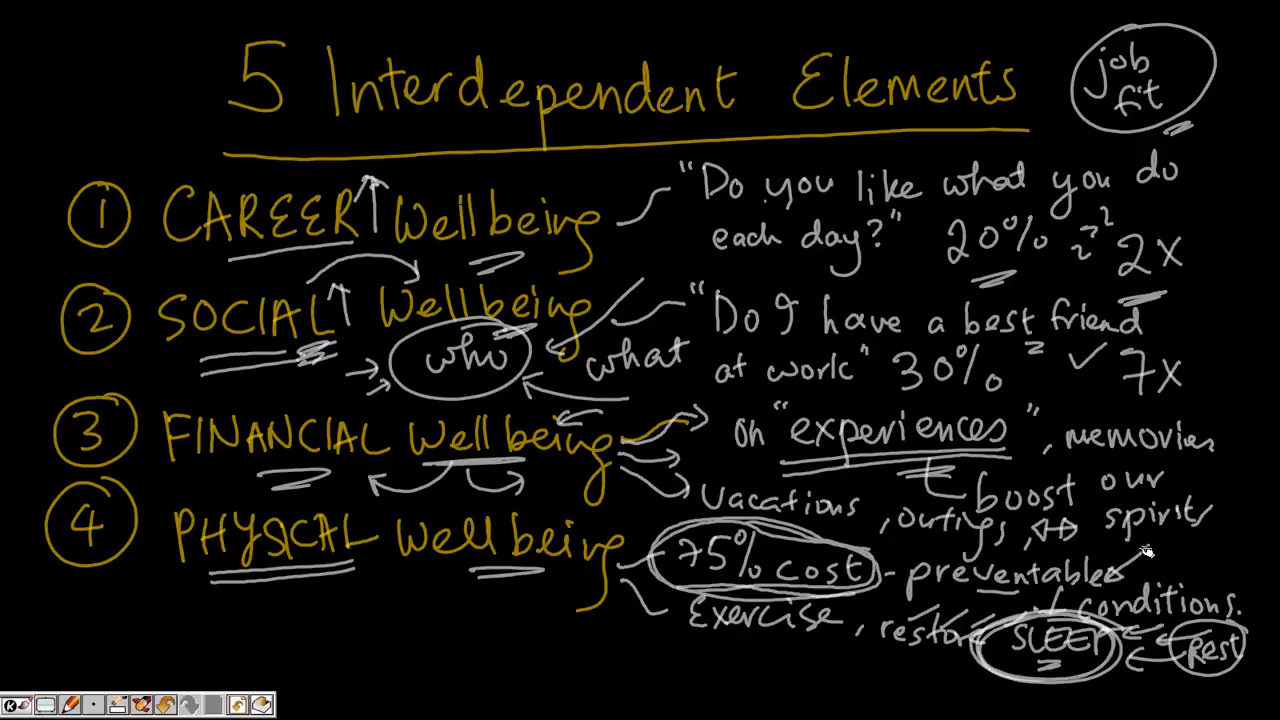 5 Interdependent Elements
job
fit
1 CAREER Wellbeing
"Do you like what you do
each day?" 20% 2x
2 SOCIAL Wellbeing
"Do I have a best friend
at work" 30% 7x
who
what
3 FINANCIAL Wellbeing
on "experiences", memories
boost our
spirits
vacations, outings,
4 PHYSICAL Wellbeing
75% cost - preventable
conditions.
Exercise, restore SLEEP
Rest